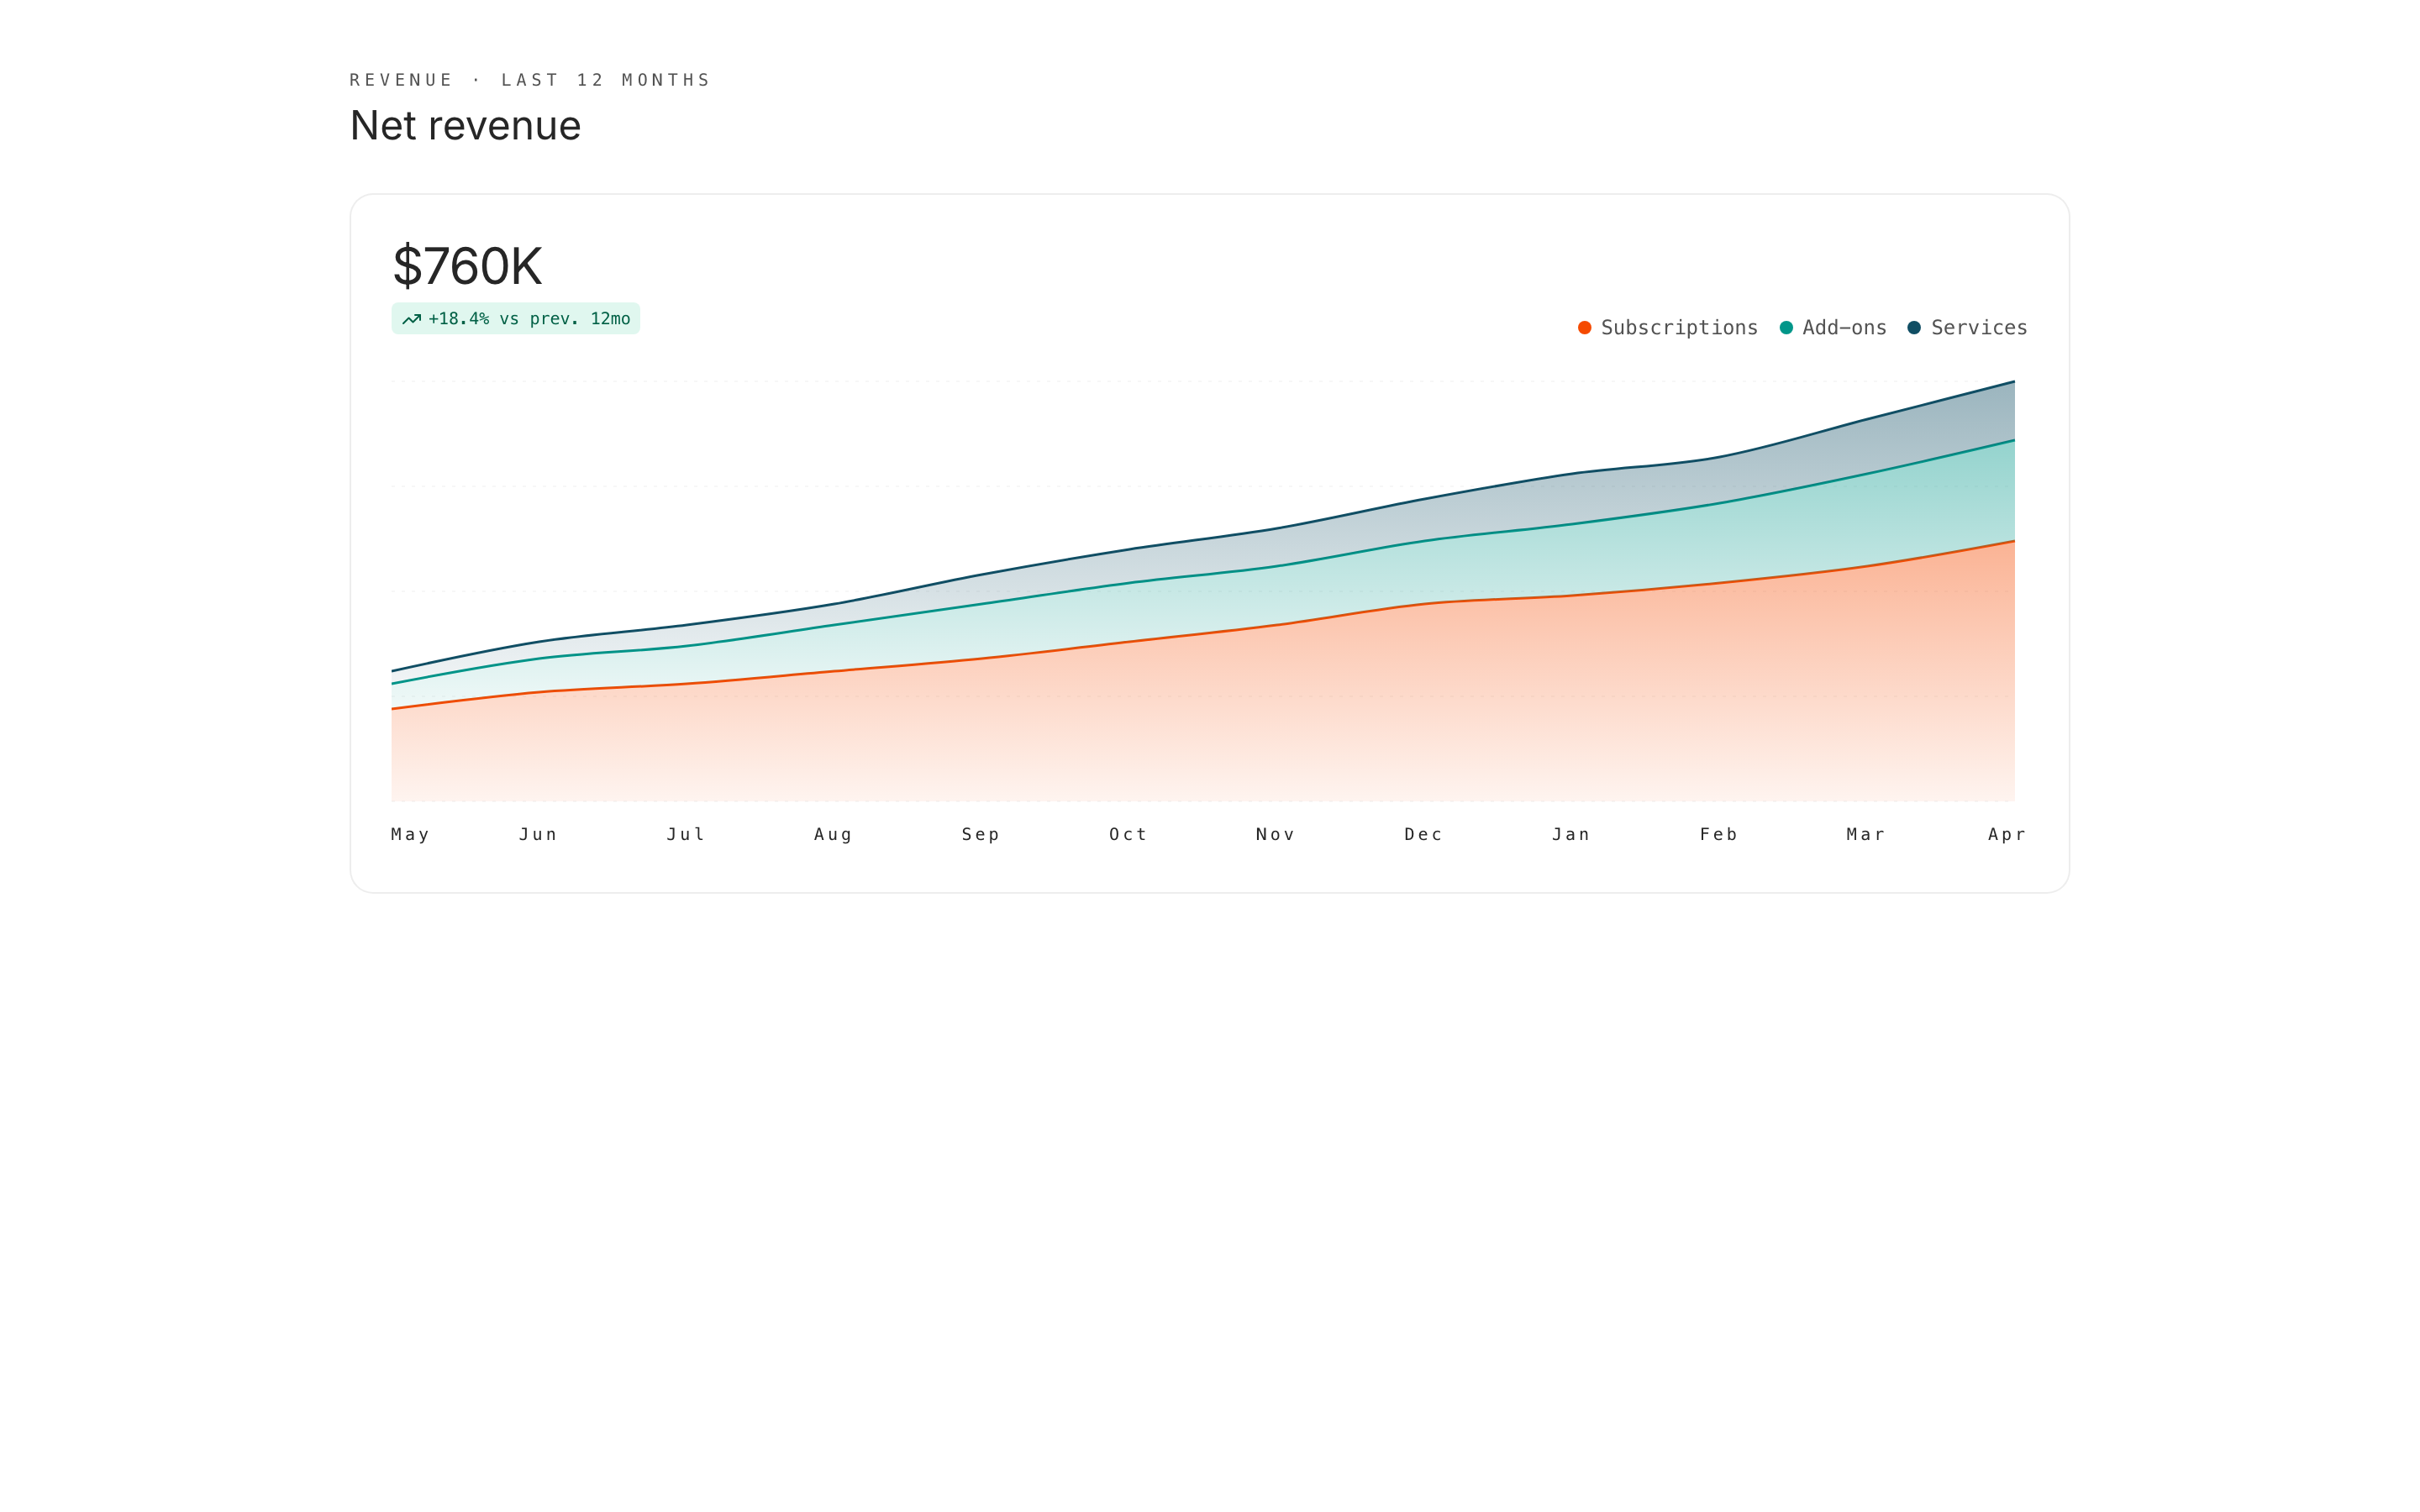 REVENUE · LAST 12 MONTHS
Net revenue
$760K
+18.4% vs prev. 12mo
Subscriptions Add-ons Services
May Jun Jul Aug Sep Oct Nov Dec Jan Feb Mar Apr